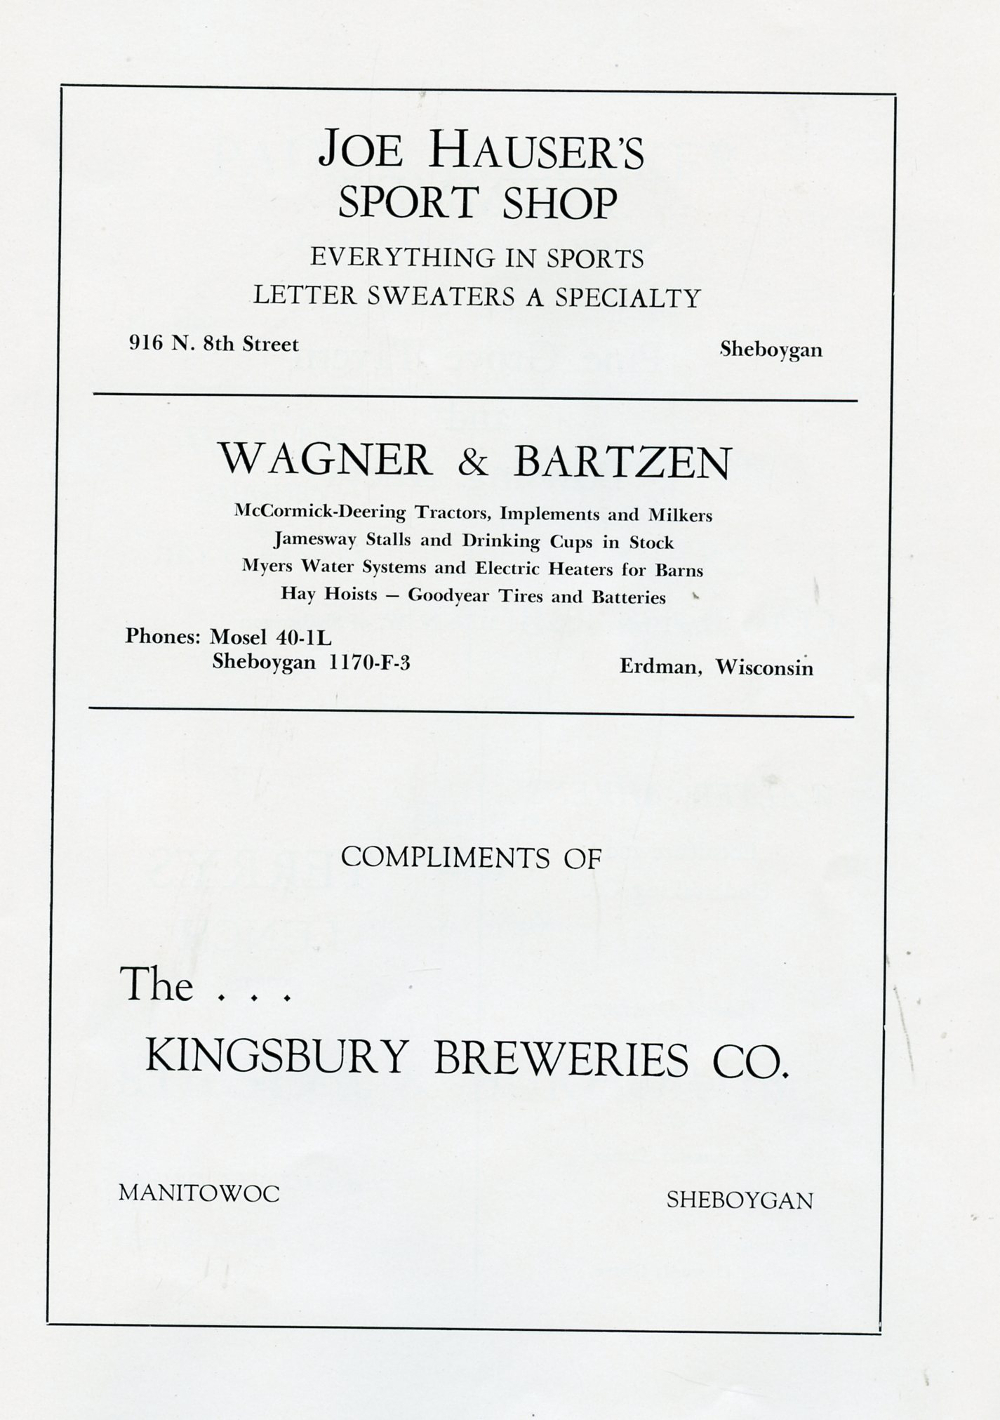 JOE HAUSER'S
SPORT SHOP
EVERYTHING IN SPORTS
LETTER SWEATERS A SPECIALTY
916 N. 8th Street Sheboygan
WAGNER & BARTZEN
McCormick-Deering Tractors, Implements and Milkers
Jamesway Stalls and Drinking Cups in Stock
Myers Water Systems and Electric Heaters for Barns
Hay Hoists — Goodyear Tires and Batteries
Phones: Mosel 40-1L
Sheboygan 1170-F-3 Erdman, Wisconsin
COMPLIMENTS OF
The . . .
KINGSBURY BREWERIES CO.
MANITOWOC SHEBOYGAN